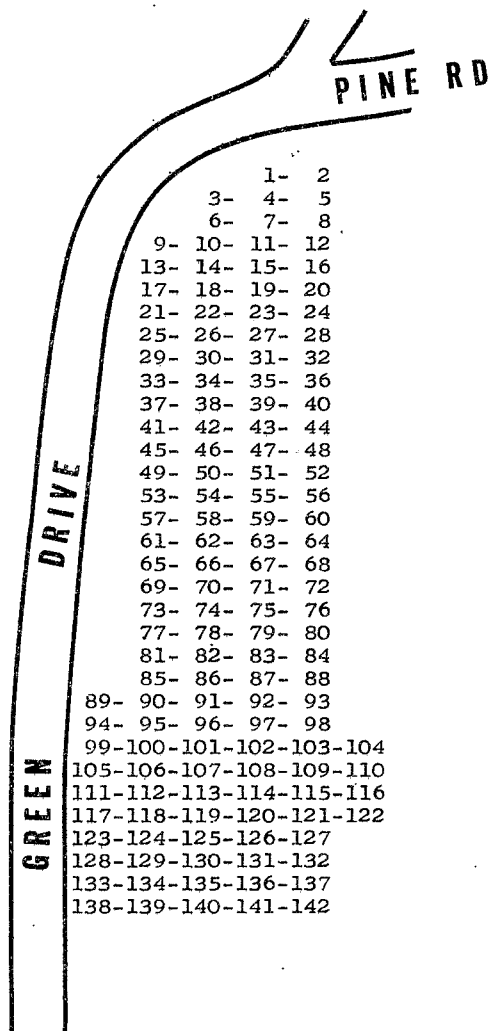 PINE RD
1- 2
3- 4- 5
6- 7- 8
9- 10- 11- 12
13- 14- 15- 16
17- 18- 19- 20
21- 22- 23- 24
25- 26- 27- 28
29- 30- 31- 32
33- 34- 35- 36
37- 38- 39- 40
41- 42- 43- 44
45- 46- 47- 48
49- 50- 51- 52
53- 54- 55- 56
57- 58- 59- 60
61- 62- 63- 64
65- 66- 67- 68
69- 70- 71- 72
73- 74- 75- 76
77- 78- 79- 80
81- 82- 83- 84
85- 86- 87- 88
89- 90- 91- 92- 93
94- 95- 96- 97- 98
99-100-101-102-103-104
105-106-107-108-109-110
111-112-113-114-115-116
117-118-119-120-121-122
123-124-125-126-127
128-129-130-131-132
133-134-135-136-137
138-139-140-141-142
GREEN DRIVE